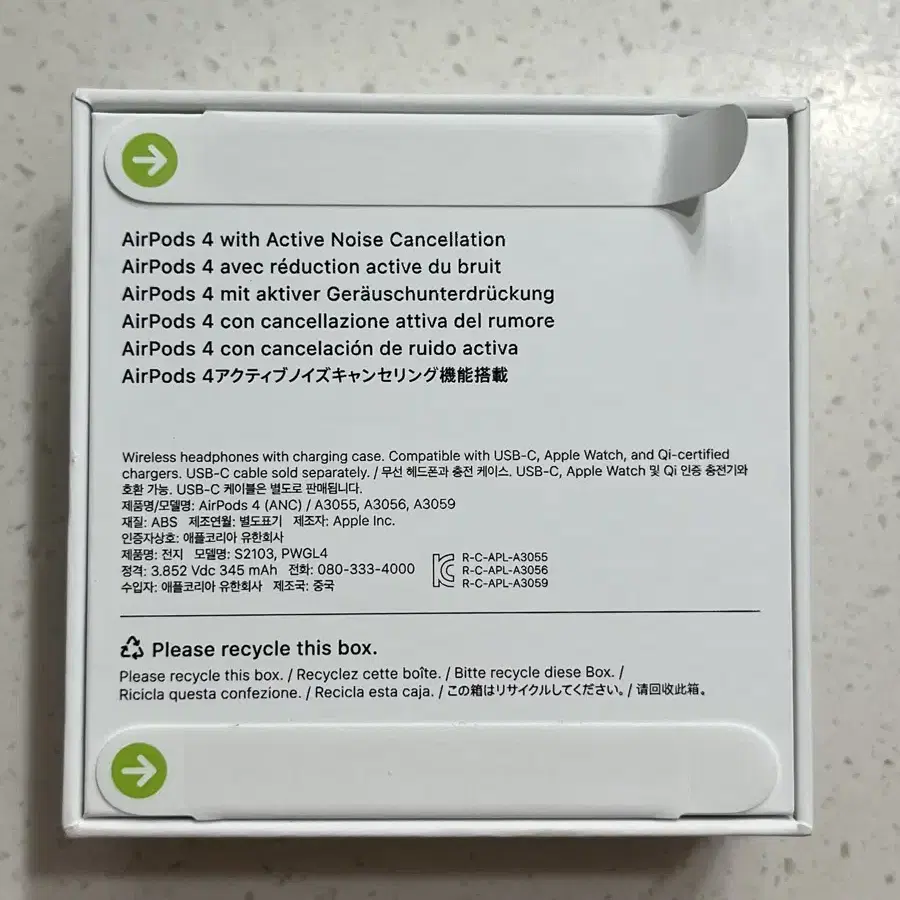 AirPods 4 with Active Noise Cancellation
AirPods 4 avec réduction active du bruit
AirPods 4 mit aktiver Geräuschunterdrückung
AirPods 4 con cancellazione attiva del rumore
AirPods 4 con cancelación de ruido activa
AirPods 4アクティブノイズキャンセリング機能搭載
Wireless headphones with charging case. Compatible with USB-C, Apple Watch, and Qi-certified
chargers. USB-C cable sold separately. / 무선 헤드폰과 충전 케이스. USB-C, Apple Watch 및 Qi 인증 충전기와
호환 가능. USB-C 케이블은 별도로 판매됩니다.
제품명/모델명: AirPods 4 (ANC) / A3055, A3056, A3059
재질: ABS 제조연월: 별도표기 제조자: Apple Inc.
인증자상호: 애플코리아 유한회사
제품명: 전지 모델명: S2103, PWGL4
정격: 3.852 Vdc 345 mAh 전화: 080-333-4000
수입자: 애플코리아 유한회사 제조국: 중국
R-C-APL-A3055
R-C-APL-A3056
R-C-APL-A3059
Please recycle this box.
Please recycle this box. / Recyclez cette boîte. / Bitte recycle diese Box. /
Ricicla questa confezione. / Recicla esta caja. / この箱はリサイクルしてください。/ 请回收此箱。